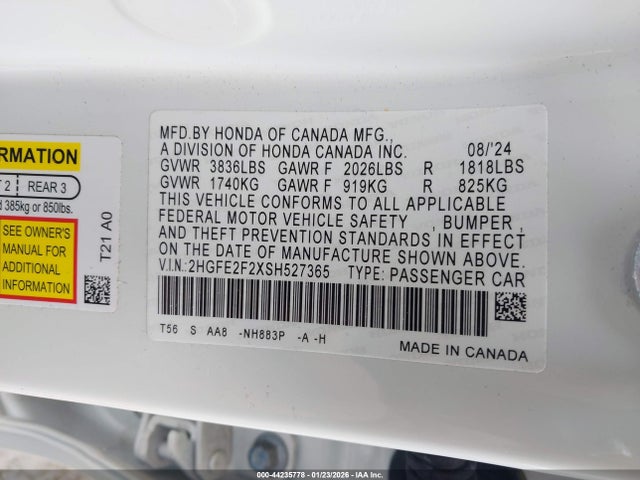 MFD.BY HONDA OF CANADA MFG.,
A DIVISION OF HONDA CANADA INC. 08/'24
GVWR 3836LBS GAWR F 2026LBS R 1818LBS
GVWR 1740KG GAWR F 919KG R 825KG
THIS VEHICLE CONFORMS TO ALL APPLICABLE
FEDERAL MOTOR VEHICLE SAFETY , BUMPER,
AND THEFT PREVENTION STANDARDS IN EFFECT
ON THE DATE OF MANUFACTURE SHOWN ABOVE.
V.I.N.:2HGFE2F2XSH527365 TYPE: PASSENGER CAR
T56 S AA8 -NH883P -A -H
MADE IN CANADA
ORMATION
T 2 REAR 3
d 385kg or 850lbs.
SEE OWNER'S
MANUAL FOR
ADDITIONAL
INFORMATION
T21 A0
000-44235778 - 01/23/2026 - IAA Inc.